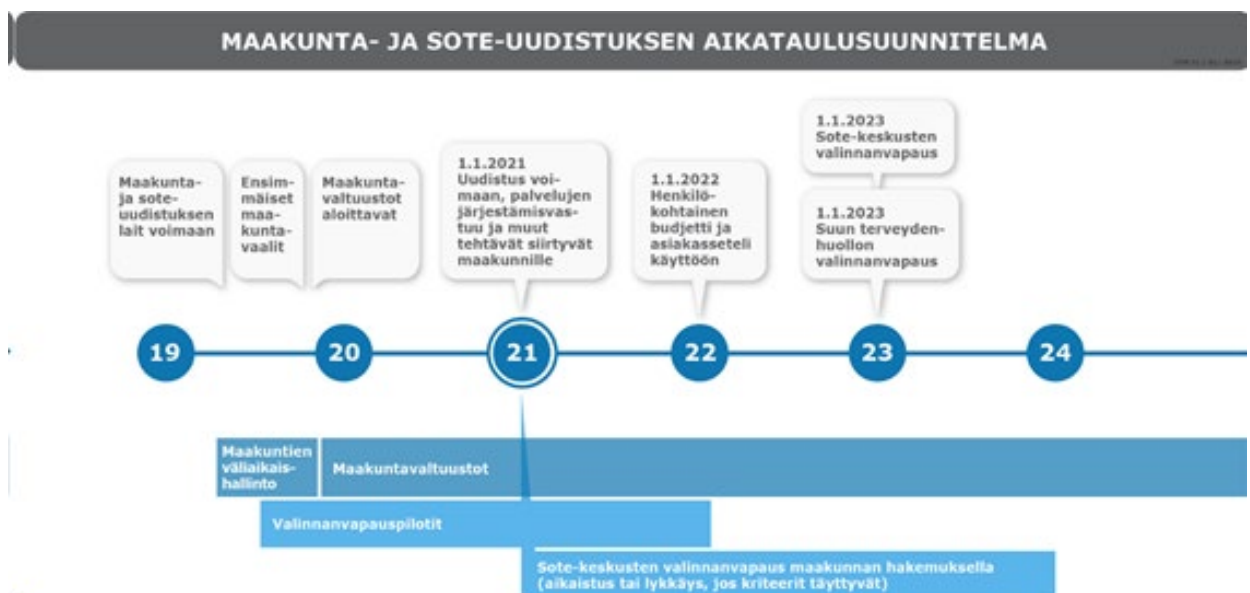 MAAKUNTA- JA SOTE-UUDISTUKSEN AIKATAULUSUUNNITELMA
Maakunta-
ja sote-
uudistuksen
lait voimaan
Ensim-
mäiset
maa-
kunta-
vaalit
Maakunta-
valtuustot
aloittavat
1.1.2021
Uudistus voi-
maan, palvelujen
järjestämisvas-
tuu ja muut
tehtävät siirtyvät
maakunnille
1.1.2022
Henkilö-
kohtainen
budjetti ja
asiakasseteli
käyttöön
1.1.2023
Sote-keskusten
valinnanvapaus
1.1.2023
Suun terveyden-
huollon
valinnanvapaus
19
20
21
22
23
24
Maakuntien
väliaikais-
hallinto
Maakuntavaltuustot
Valinnanvapauspilotit
Sote-keskusten valinnanvapaus maakunnan hakemuksella
(aikaistus tai lykkäys, jos kriteerit täyttyvät)